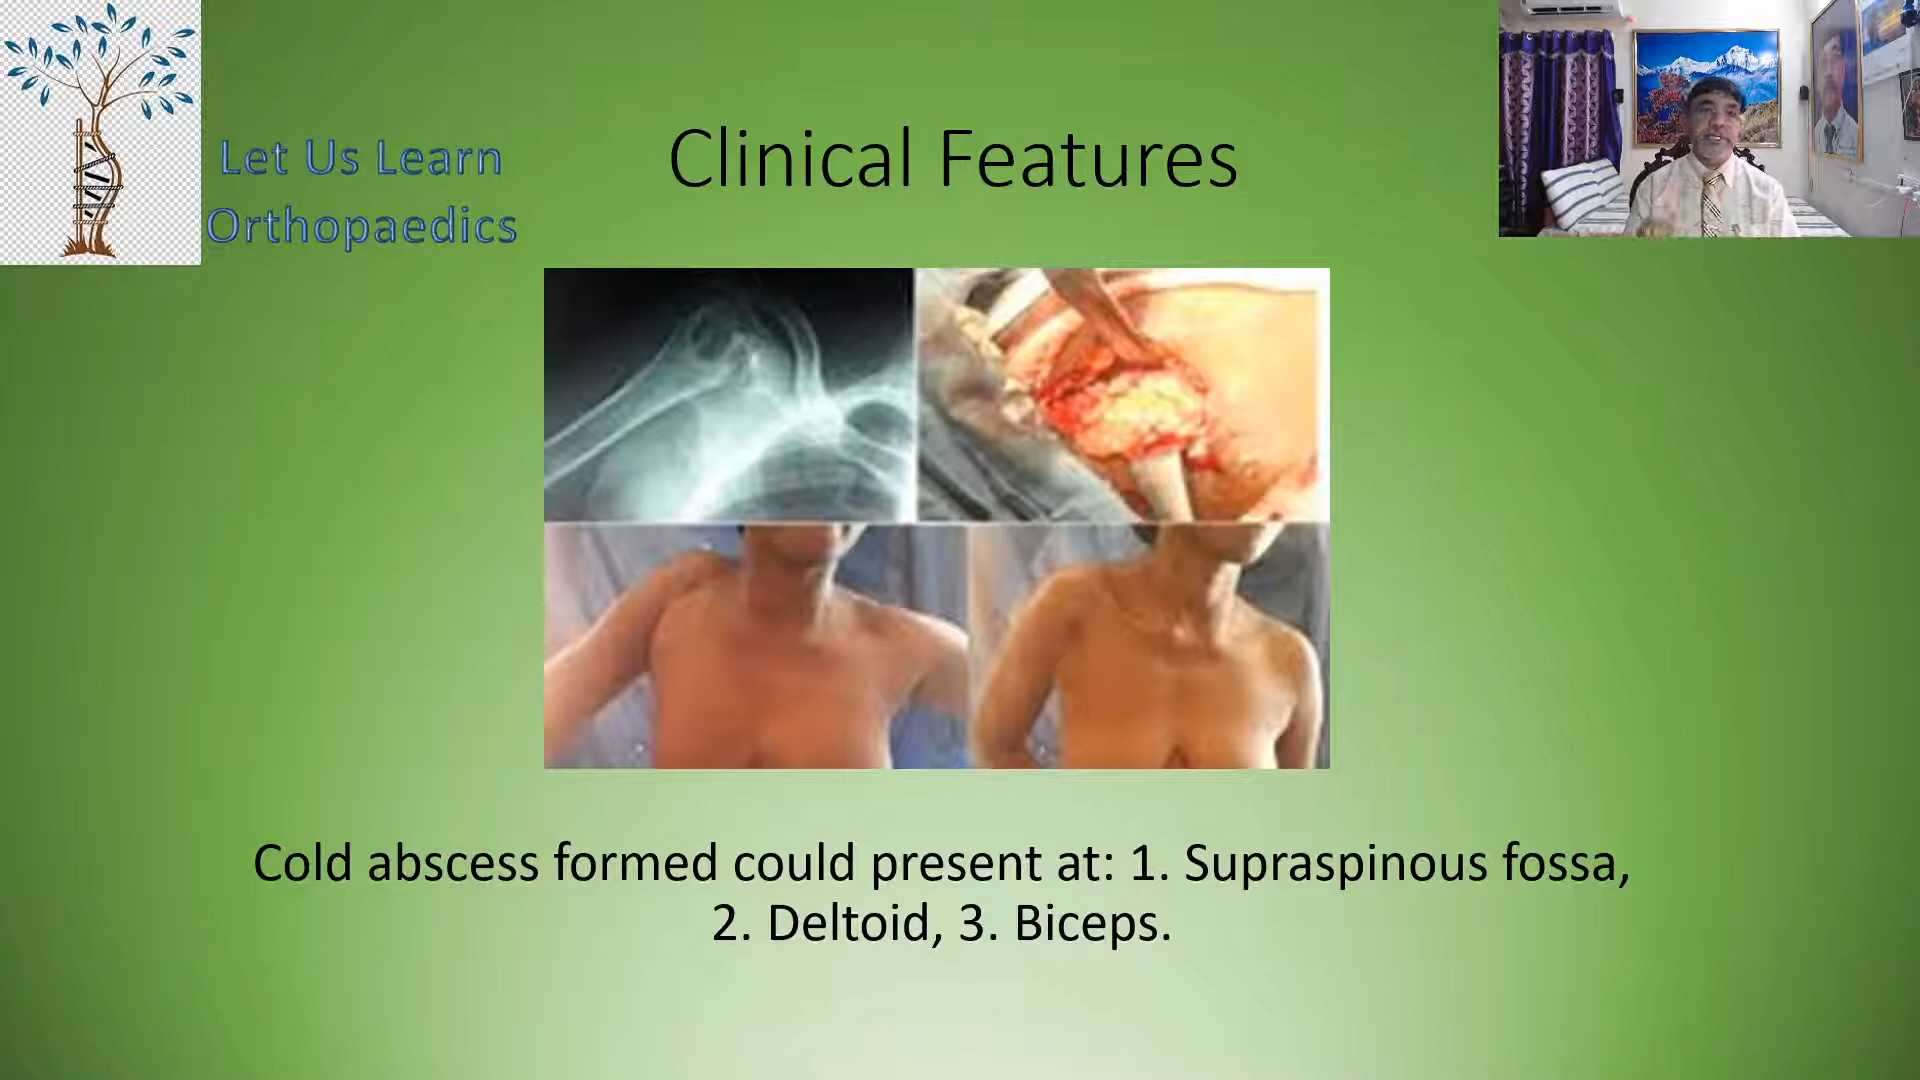 Let Us Learn
Orthopaedics
Clinical Features
Cold abscess formed could present at: 1. Supraspinous fossa,
2. Deltoid, 3. Biceps.